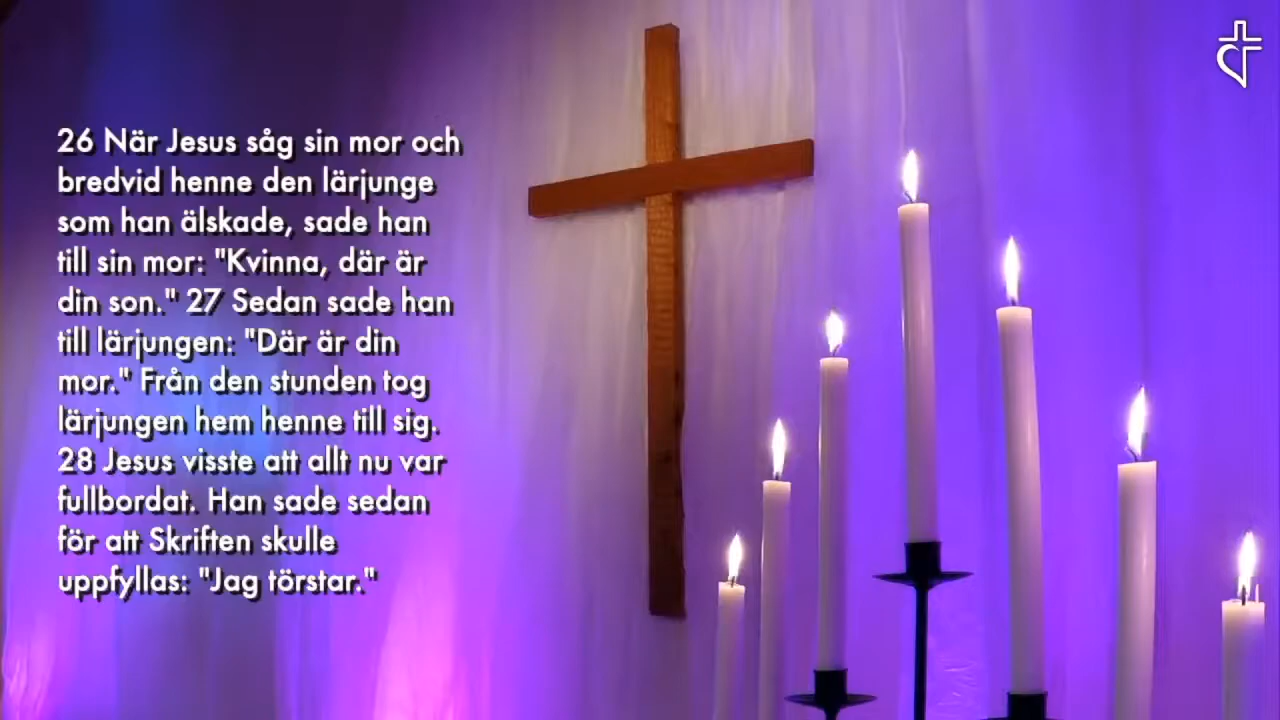 26 När Jesus såg sin mor och
bredvid henne den lärjunge
som han älskade, sade han
till sin mor: "Kvinna, där är
din son." 27 Sedan sade han
till lärjungen: "Där är din
mor." Från den stunden tog
lärjungen hem henne till sig.
28 Jesus visste att allt nu var
fullbordat. Han sade sedan
för att Skriften skulle
uppfyllas: "Jag törstar."